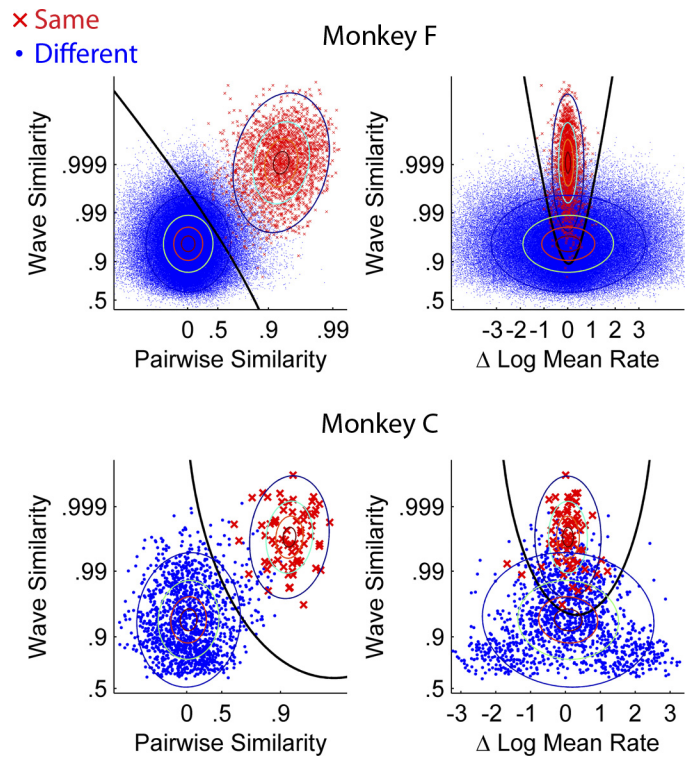 × Same
• Different
Monkey F
Wave Similarity
.999
.99
.9
.5
0 .5 .9 .99
Pairwise Similarity
Wave Similarity
.999
.99
.9
.5
-3 -2 -1 0 1 2 3
Δ Log Mean Rate
Monkey C
Wave Similarity
.999
.99
.9
.5
0 .5 .9
Pairwise Similarity
Wave Similarity
.999
.99
.9
.5
-3 -2 -1 0 1 2 3
Δ Log Mean Rate